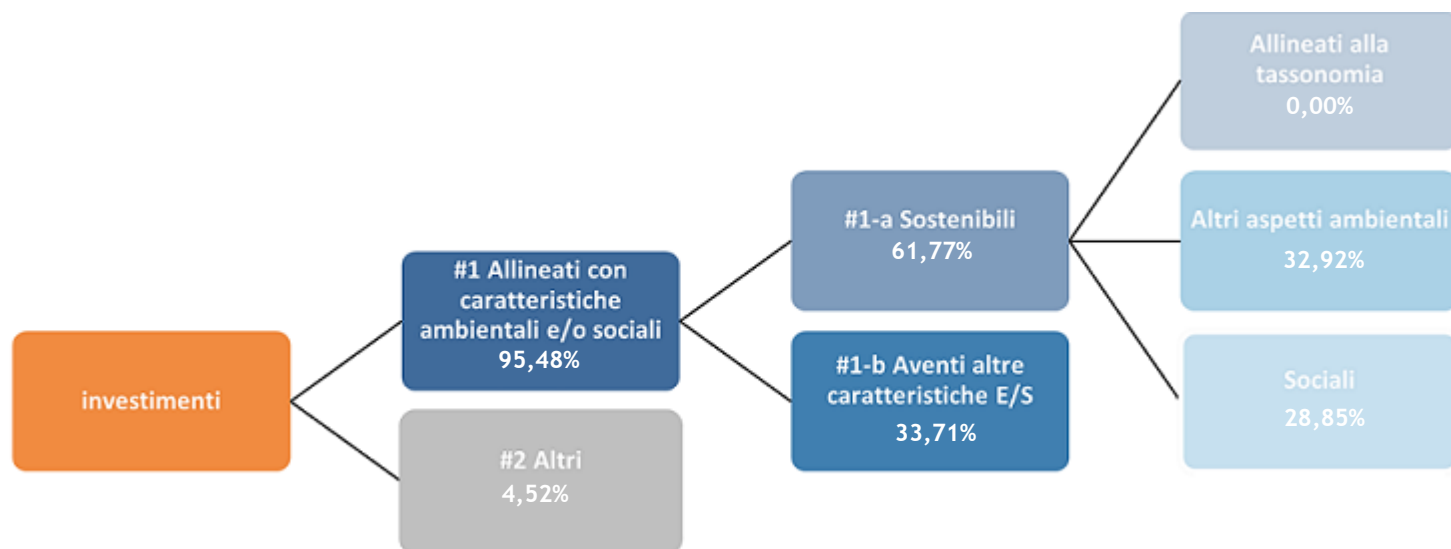 investimenti
#1 Allineati con
caratteristiche
ambientali e/o sociali
95,48%
#2 Altri
4,52%
#1-a Sostenibili
61,77%
#1-b Aventi altre
caratteristiche E/S
33,71%
Allineati alla
tassonomia
0,00%
Altri aspetti ambientali
32,92%
Sociali
28,85%